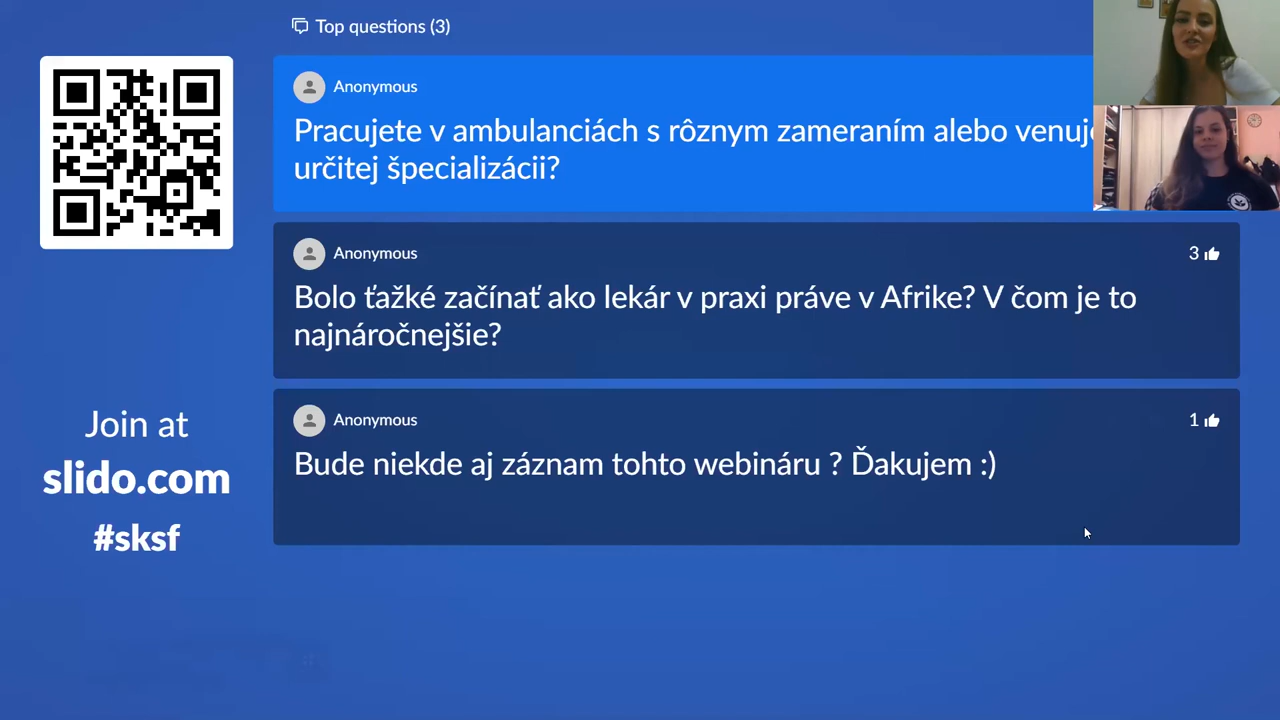 Top questions (3)
Anonymous
Pracujete v ambulanciách s rôznym zameraním alebo
určitej špecializácii?
Anonymous
3
Bolo ťažké začínať ako lekár v praxi práve v Afrike? V čom je to
najnáročnejšie?
Anonymous
1
Bude niekde aj záznam tohto webináru ? Ďakujem :)
Join at
slido.com
#sksf